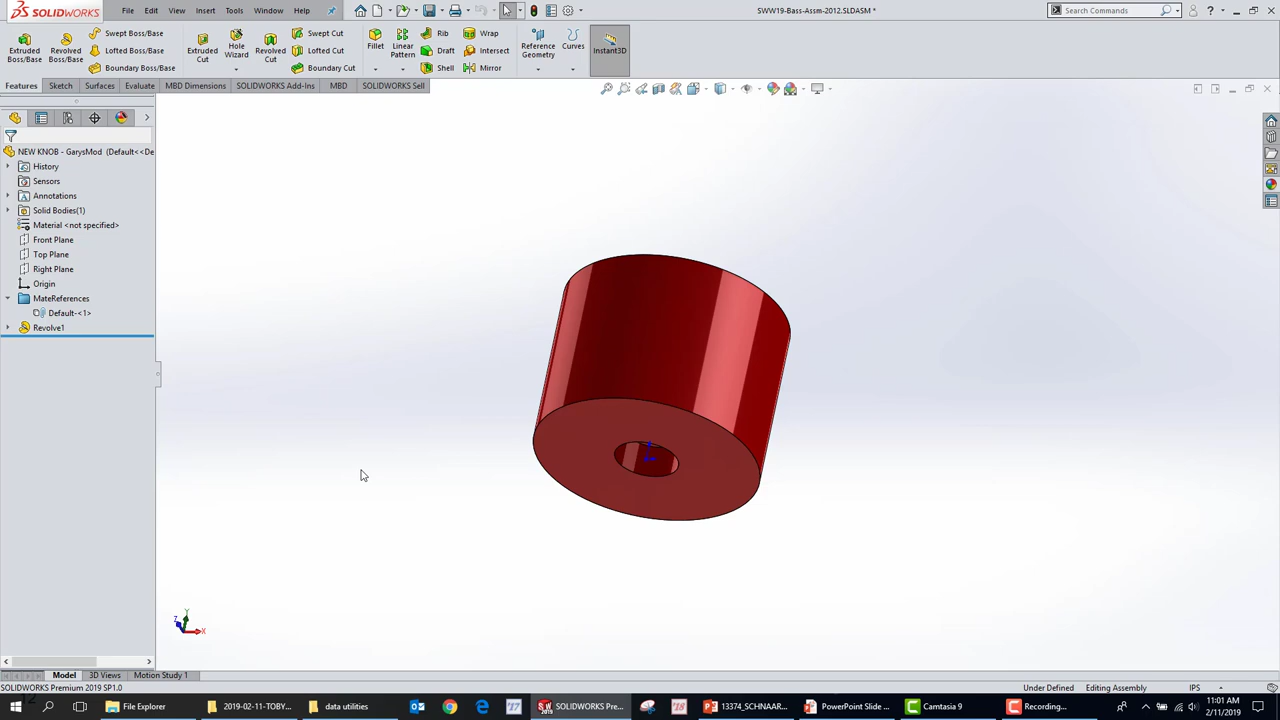 SOLIDWORKS
File
Edit
View
Insert
Tools
Window
Help
SWW19-Bass-Assm-2012.SLDASM *
Search Commands
Extruded Boss/Base
Revolved Boss/Base
Swept Boss/Base
Lofted Boss/Base
Boundary Boss/Base
Extruded Cut
Hole Wizard
Revolved Cut
Swept Cut
Lofted Cut
Boundary Cut
Fillet
Linear Pattern
Rib
Draft
Shell
Wrap
Intersect
Mirror
Reference Geometry
Curves
Instant3D
Features
Sketch
Surfaces
Evaluate
MBD Dimensions
SOLIDWORKS Add-Ins
MBD
SOLIDWORKS Sell
NEW KNOB - GarysMod (Default<<De
History
Sensors
Annotations
Solid Bodies(1)
Material <not specified>
Front Plane
Top Plane
Right Plane
Origin
MateReferences
Default-<1>
Revolve1
Y
Z
X
Model
3D Views
Motion Study 1
SOLIDWORKS Premium 2019 SP1.0
Under Defined
Editing Assembly
IPS
12
File Explorer
2019-02-11-TOBY...
data utilities
'17
SW 2019
SOLIDWORKS Pre...
'18
13374_SCHNAAR...
PowerPoint Slide ...
Camtasia 9
Recording...
11:01 AM
2/11/2019